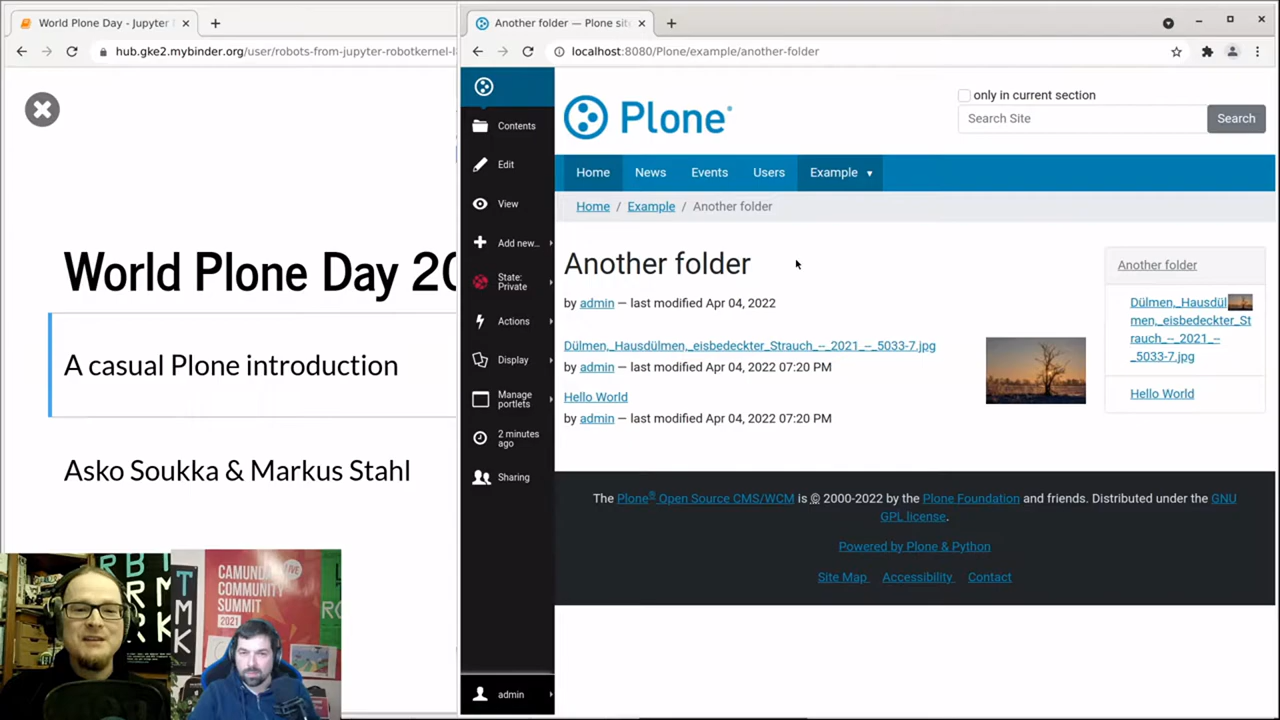 World Plone Day - Jupyter
hub.gke2.mybinder.org/user/robots-from-jupyter-robotkernel-l
World Plone Day 20
A casual Plone introduction
Asko Soukka & Markus Stahl
CAMUNDA
LIVE
COMMUNITY
SUMMIT
2021
Another folder — Plone sit
localhost:8080/Plone/example/another-folder
Contents
Edit
View
Add new...
State:
Private
Actions
Display
Manage
portlets
2 minutes
ago
Sharing
admin
Plone®
only in current section
Search Site
Search
Home News Events Users Example ▾
Home / Example / Another folder
Another folder
by admin — last modified Apr 04, 2022
Dülmen,_Hausdülmen,_eisbedeckter_Strauch_--_2021_--_5033-7.jpg
by admin — last modified Apr 04, 2022 07:20 PM
Hello World
by admin — last modified Apr 04, 2022 07:20 PM
Another folder
Dülmen,_Hausdül
men,_eisbedeckter_St
rauch_--_2021_--
_5033-7.jpg
Hello World
The Plone® Open Source CMS/WCM is © 2000-2022 by the Plone Foundation and friends. Distributed under the GNU
GPL license.
Powered by Plone & Python
Site Map Accessibility Contact